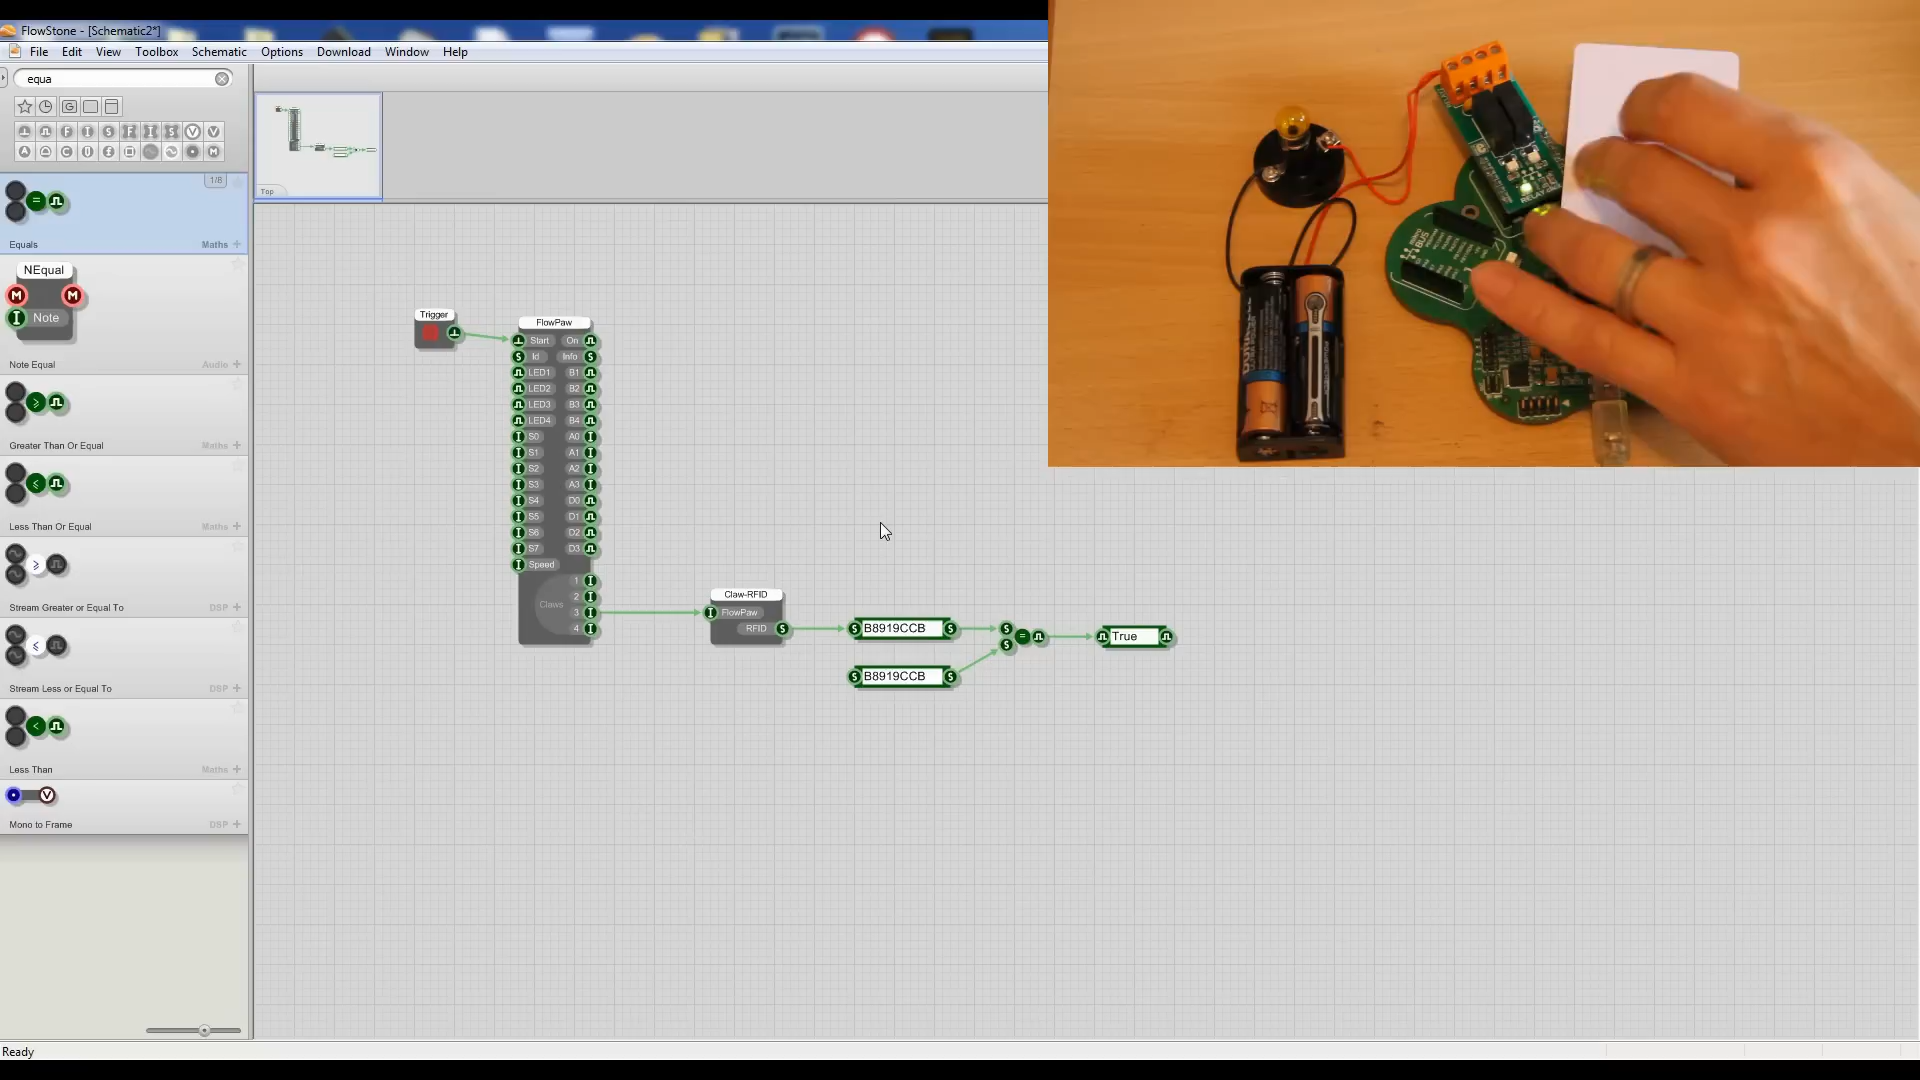 FlowStone - [Schematic2*]
File Edit View Toolbox Schematic Options Download Window Help
equa
Top
1/8
Equals Maths
NEqual
M M
I Note
Note Equal Audio
Greater Than Or Equal Maths
Less Than Or Equal Maths
Stream Greater or Equal To DSP
Stream Less or Equal To DSP
Less Than Maths
Mono to Frame DSP
Trigger
FlowPaw
Start On
Id Info
LED1 B1
LED2 B2
LED3 B3
LED4 B4
S0 A0
S1 A1
S2 A2
S3 A3
S4 D0
S5 D1
S6 D2
S7 D3
Speed
Claws
1
2
3
4
Claw-RFID
FlowPaw
RFID
B8919CCB
B8919CCB
True
RELAY
BUS
Ready